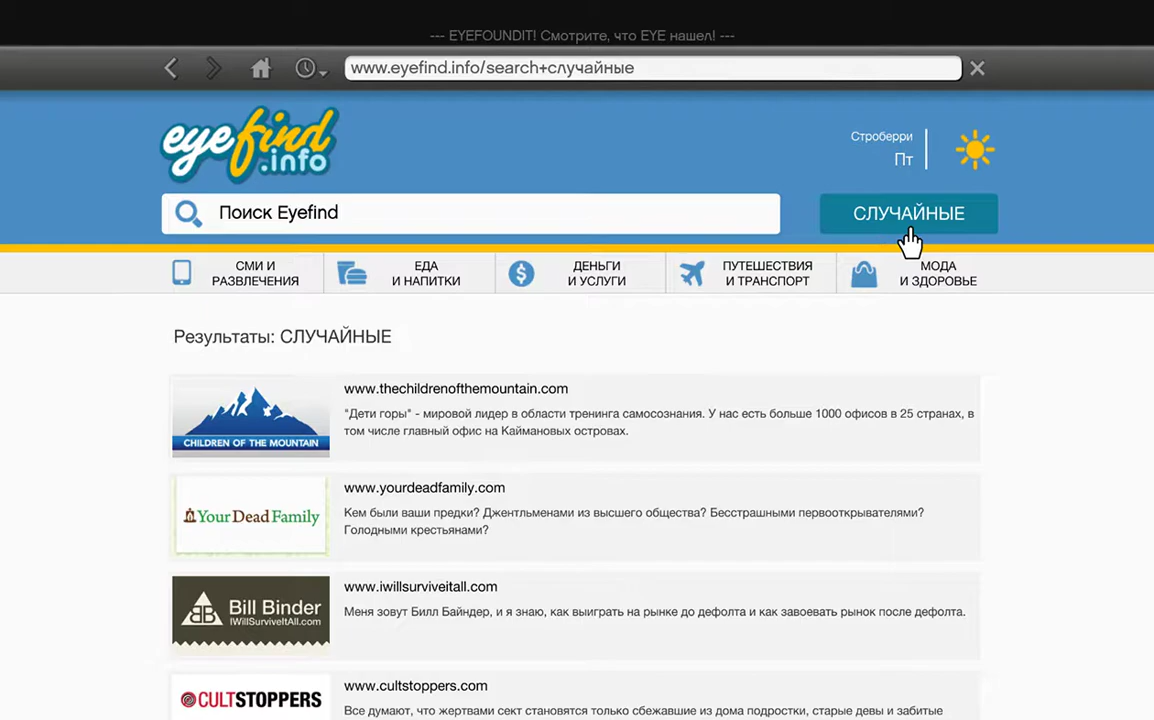 --- EYEFOUNDIT! Смотрите, что EYE нашел! ---
www.eyefind.info/search+случайные
eyefind
.info
Строберри
Пт
Поиск Eyefind
СЛУЧАЙНЫЕ
СМИ И
РАЗВЛЕЧЕНИЯ
ЕДА
И НАПИТКИ
ДЕНЬГИ
И УСЛУГИ
ПУТЕШЕСТВИЯ
И ТРАНСПОРТ
МОДА
И ЗДОРОВЬЕ
Результаты: СЛУЧАЙНЫЕ
CHILDREN OF THE MOUNTAIN
www.thechildrenofthemountain.com
"Дети горы" - мировой лидер в области тренинга самосознания. У нас есть больше 1000 офисов в 25 странах, в
том числе главный офис на Каймановых островах.
Your Dead Family
www.yourdeadfamily.com
Кем были ваши предки? Джентльменами из высшего общества? Бесстрашными первооткрывателями?
Голодными крестьянами?
Bill Binder
IWillSurviveItAll.com
www.iwillsurviveitall.com
Меня зовут Билл Байндер, и я знаю, как выиграть на рынке до дефолта и как завоевать рынок после дефолта.
CULTSTOPPERS
www.cultstoppers.com
Все думают, что жертвами сект становятся только сбежавшие из дома подростки, старые девы и забитые